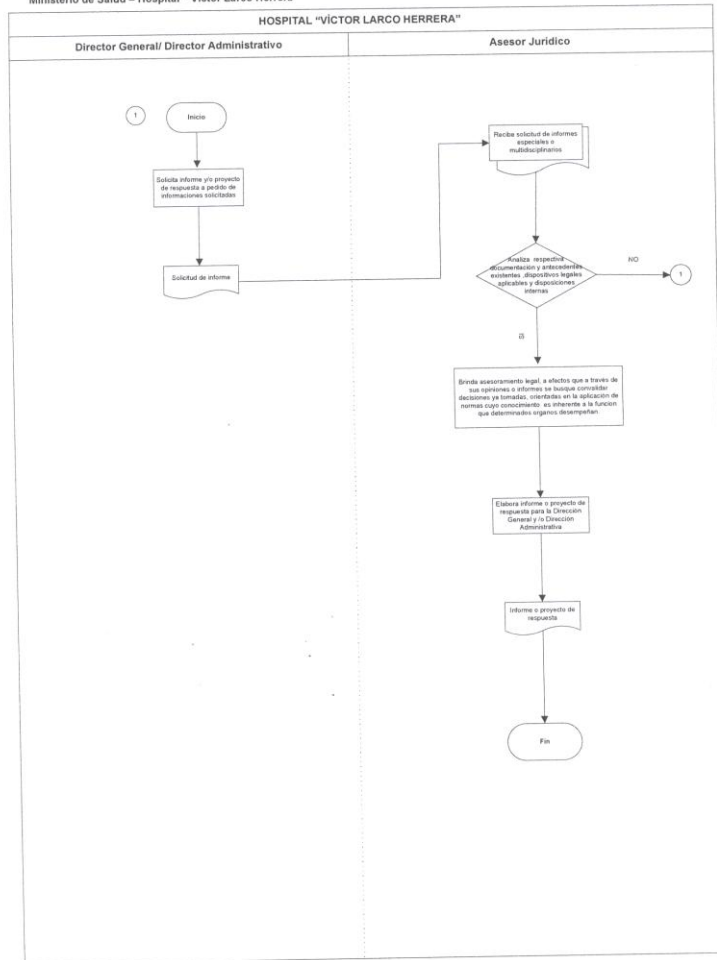 Ministerio de Salud – Hospital "Víctor Larco Herrera"
HOSPITAL "VÍCTOR LARCO HERRERA"
Director General/ Director Administrativo
Asesor Juridico
1
Inicio
Solicita informe y/o proyecto
de respuesta a pedido de
informaciones solicitadas
Solicitud de informe
Recibe solicitud de informes
especiales o
multidisciplinarios
Analiza respectiva
documentacion y antecedentes
existentes ,dispositivos legales
aplicables y disposiciones
internas
NO
1
Brinda asesoramiento legal, a efectos que a través de
sus opiniones o informes se busque convalidar
decisiones ya tomadas, orientadas en la aplicación de
normas cuyo conocimiento es inherente a la funcion
que determinados organos desempeñan
Elabora informe o proyecto de
respuesta para la Dirección
General y /o Dirección
Administrativa
Informe o proyecto de
respuesta
Fin